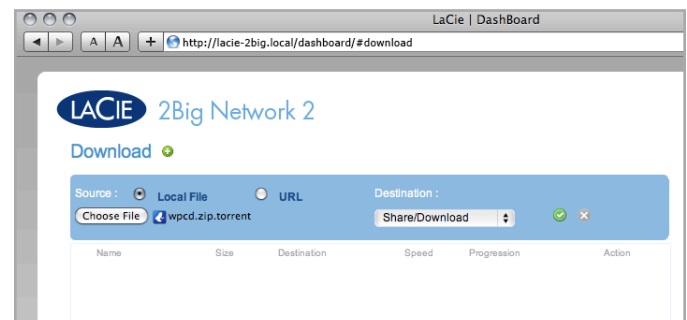 LaCie | DashBoard
A A + http://lacie-2big.local/dashboard/#download
LACIE 2Big Network 2
Download
Source : Local File URL Destination :
Choose File wpcd.zip.torrent Share/Download
Name Size Destination Speed Progression Action